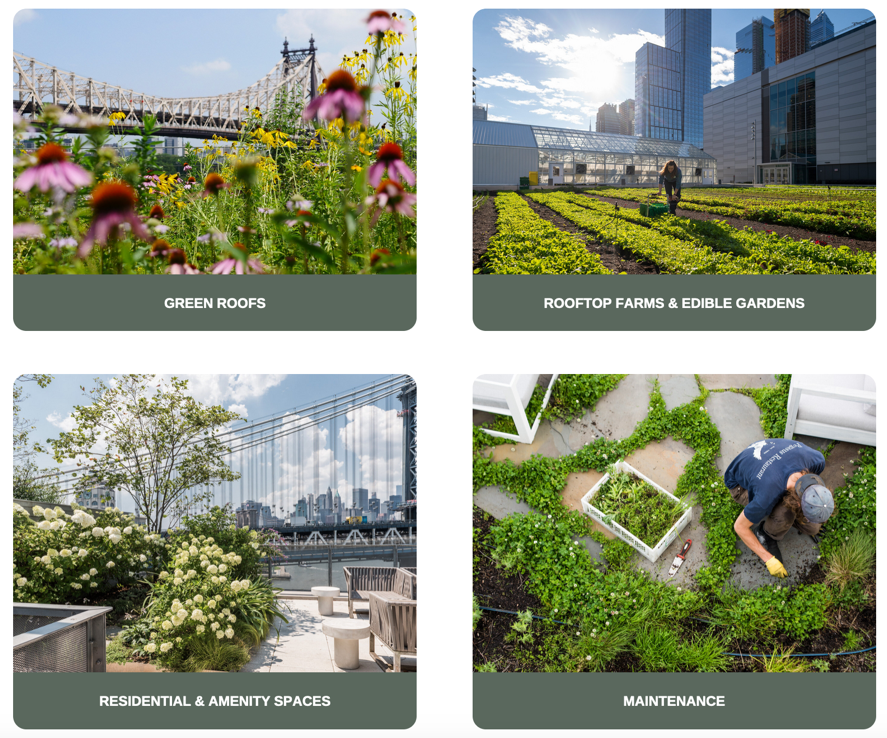 GREEN ROOFS
ROOFTOP FARMS & EDIBLE GARDENS
RESIDENTIAL & AMENITY SPACES
MAINTENANCE